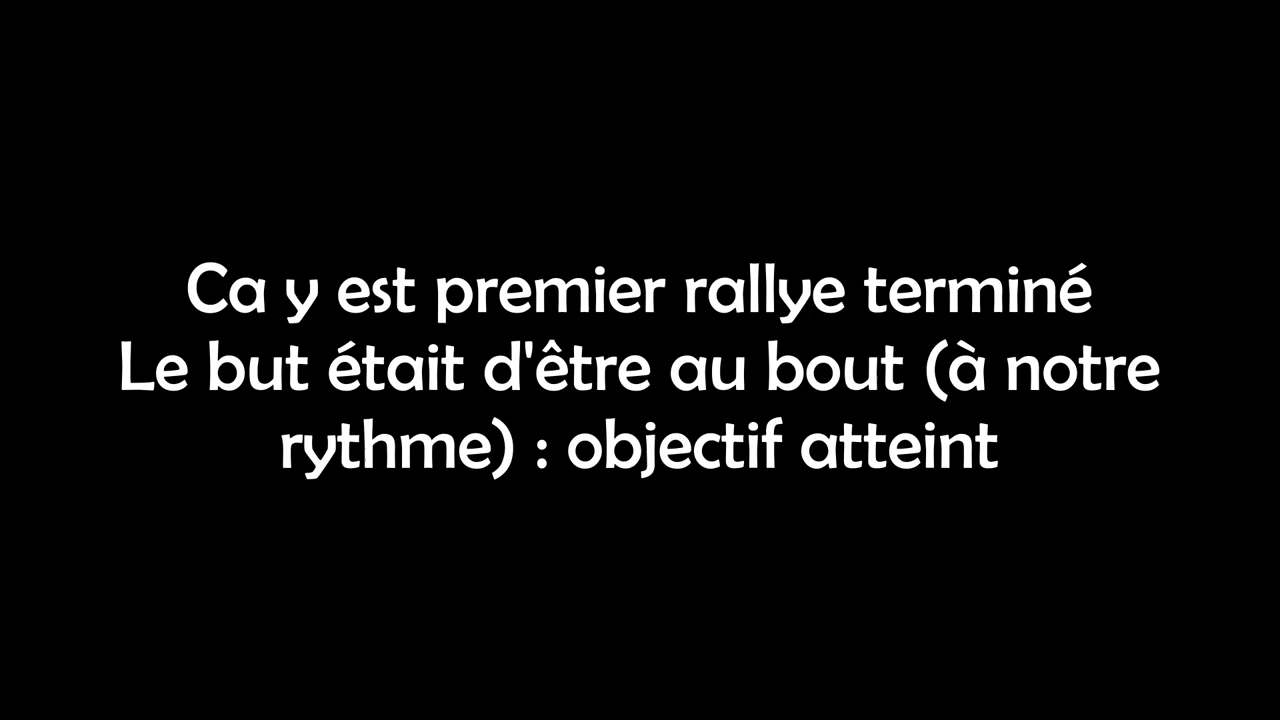 Ca y est premier rallye terminé
Le but était d'être au bout (à notre
rythme) : objectif atteint